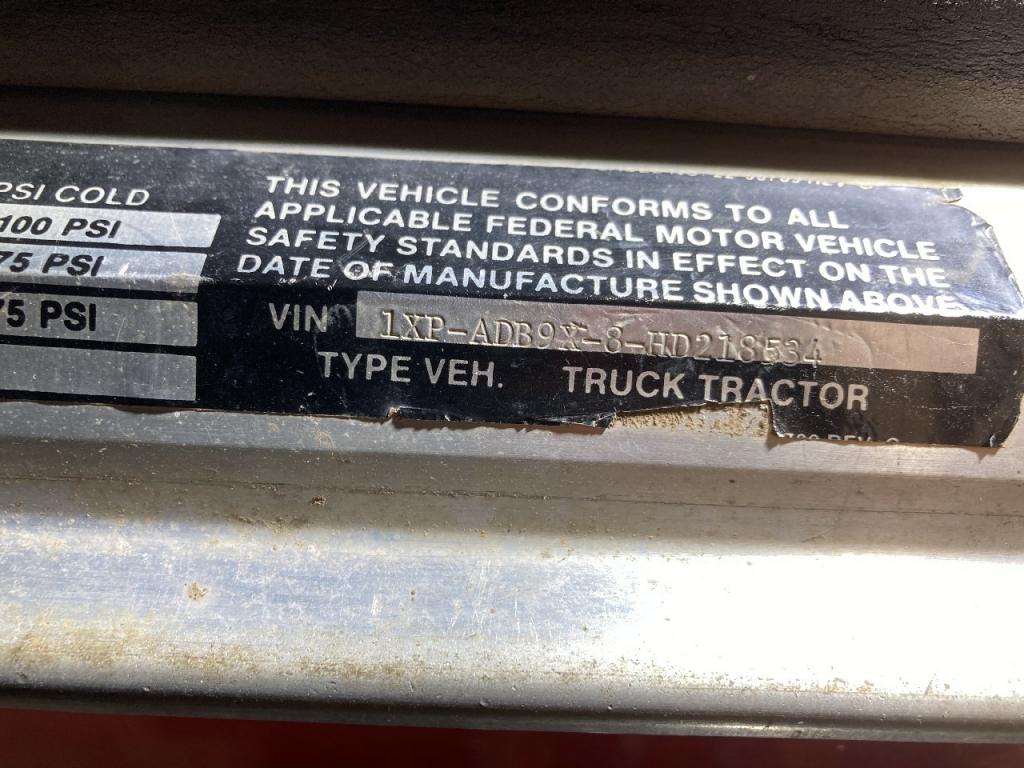 PSI COLD
100 PSI
75 PSI
75 PSI
THIS VEHICLE CONFORMS TO ALL
APPLICABLE FEDERAL MOTOR VEHICLE
SAFETY STANDARDS IN EFFECT ON THE
DATE OF MANUFACTURE SHOWN ABOVE
VIN 1XP-ADB9X-8-HD218534
TYPE VEH. TRUCK TRACTOR